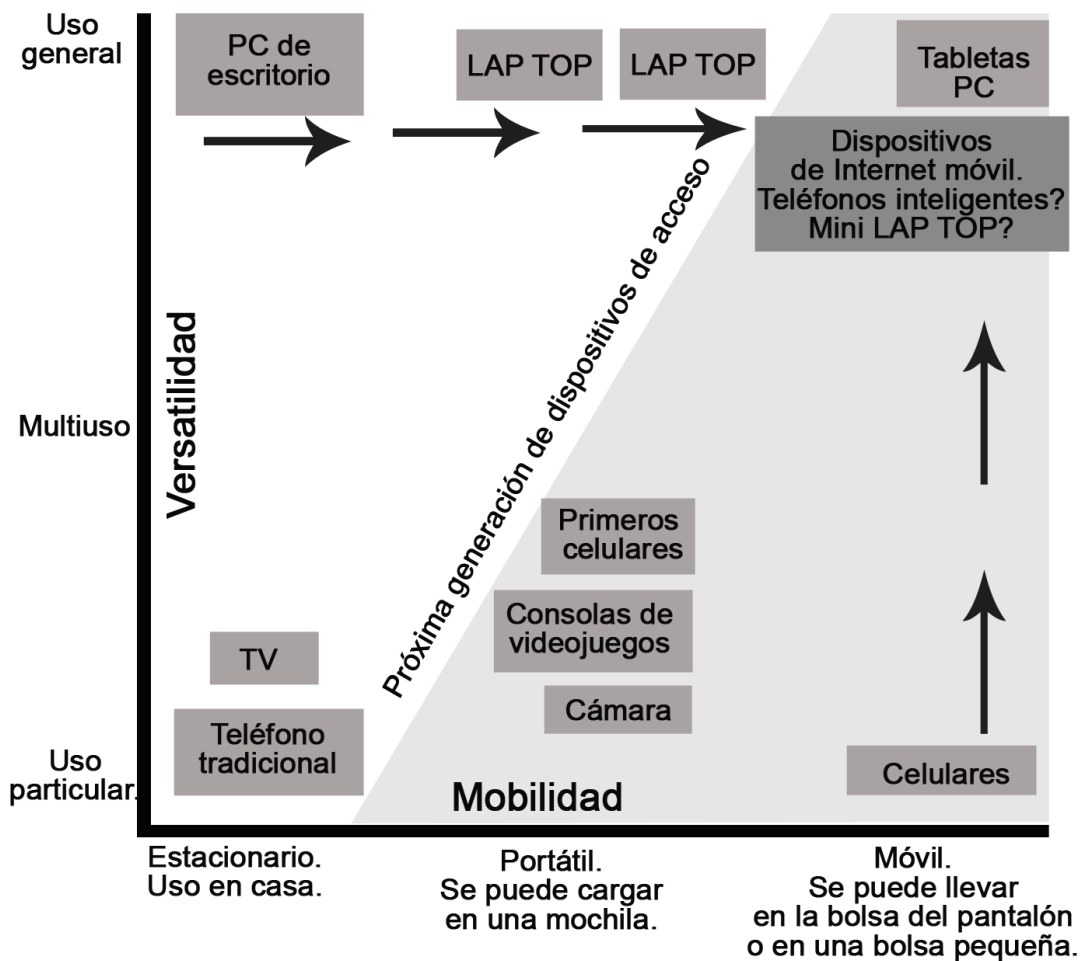 Uso
general
PC de
escritorio
LAP TOP
LAP TOP
Tabletas
PC
Dispositivos
de Internet móvil.
Teléfonos inteligentes?
Mini LAP TOP?
Próxima generación de dispositivos de acceso
Versatilidad
Multiuso
Primeros
celulares
Consolas de
videojuegos
Cámara
TV
Teléfono
tradicional
Uso
particular.
Celulares
Mobilidad
Estacionario.
Uso en casa.
Portátil.
Se puede cargar
en una mochila.
Móvil.
Se puede llevar
en la bolsa del pantalón
o en una bolsa pequeña.